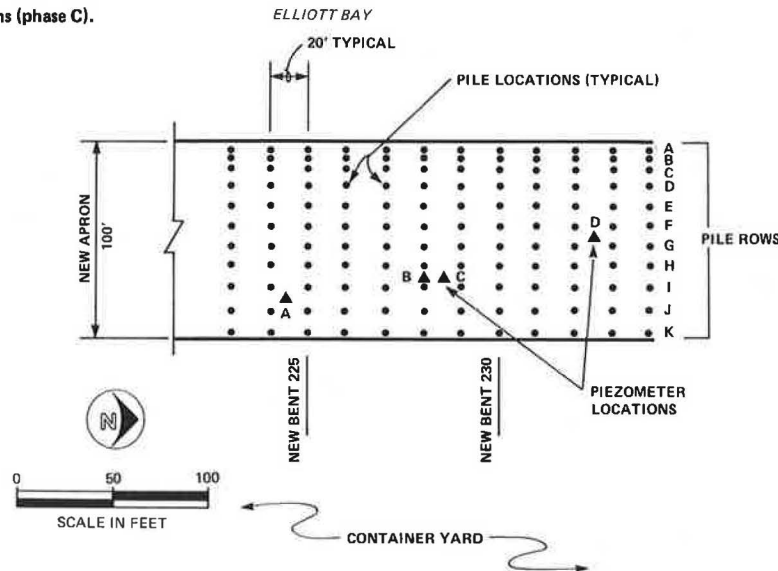 ns (phase C).
ELLIOTT BAY
20' TYPICAL
PILE LOCATIONS (TYPICAL)
A
B
C
D
E
F
G
H
I
J
K
PILE ROWS
NEW APRON
100'
D
B
C
A
NEW BENT 225
NEW BENT 230
PIEZOMETER
LOCATIONS
N
0 50 100
SCALE IN FEET
CONTAINER YARD